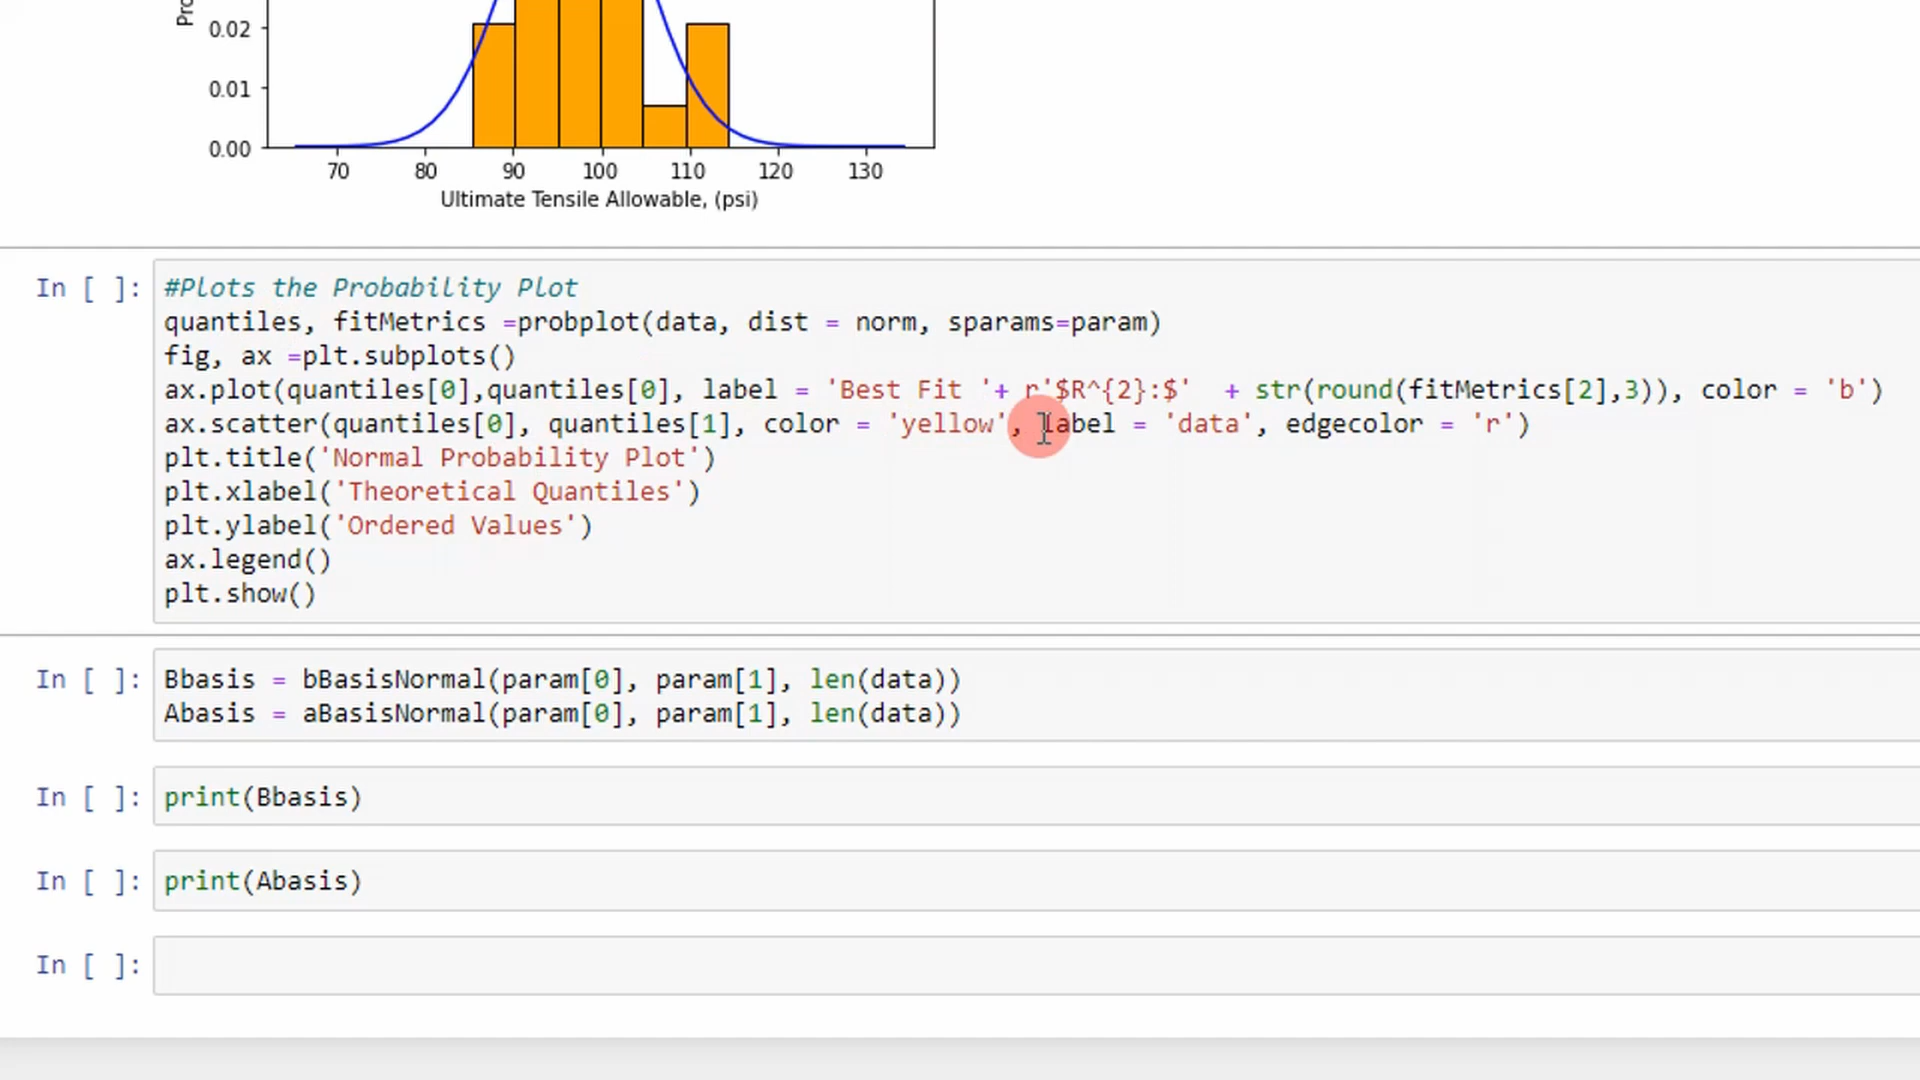 Pro
0.02
0.01
0.00
70 80 90 100 110 120 130
Ultimate Tensile Allowable, (psi)
In [ ]:
#Plots the Probability Plot
quantiles, fitMetrics =probplot(data, dist = norm, sparams=param)
fig, ax =plt.subplots()
ax.plot(quantiles[0],quantiles[0], label = 'Best Fit '+ r'$R^{2}:$'  + str(round(fitMetrics[2],3)), color = 'b')
ax.scatter(quantiles[0], quantiles[1], color = 'yellow', label = 'data', edgecolor = 'r')
plt.title('Normal Probability Plot')
plt.xlabel('Theoretical Quantiles')
plt.ylabel('Ordered Values')
ax.legend()
plt.show()
In [ ]:
Bbasis = bBasisNormal(param[0], param[1], len(data))
Abasis = aBasisNormal(param[0], param[1], len(data))
In [ ]:
print(Bbasis)
In [ ]:
print(Abasis)
In [ ]: